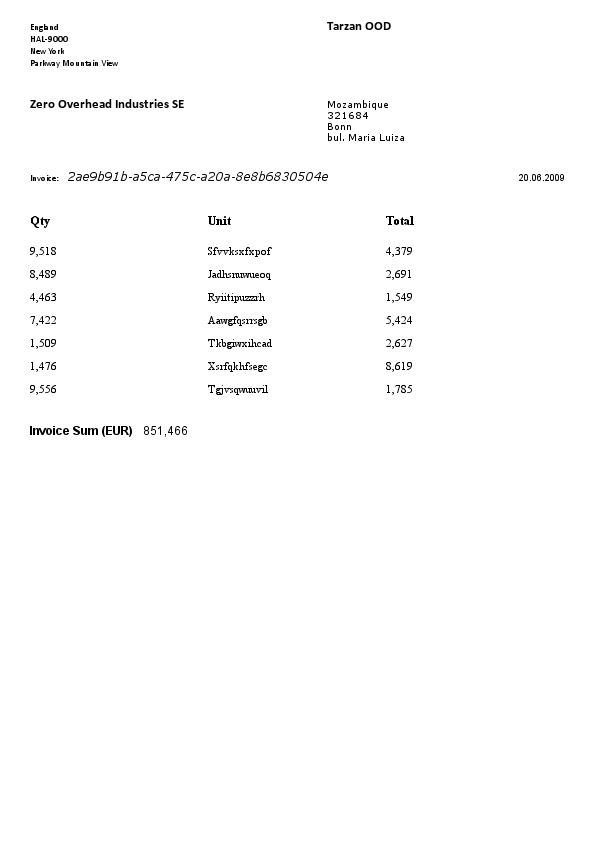 England
HAL-9000
New York
Parkway Mountain View
Tarzan OOD
Zero Overhead Industries SE
Mozambique
321684
Bonn
bul. Maria Luiza
Invoice: 2ae9b91b-a5ca-475c-a20a-8e8b6830504e 20.06.2009
Qty Unit Total
9,518 Sfvvksxfxpof 4,379
8,489 Jadhsnuwueoq 2,691
4,463 Ryiitipuzzrh 1,549
7,422 Aawgfqsrrsgb 5,424
1,509 Tkbgiwxihcad 2,627
1,476 Xsrfqkhfsegc 8,619
9,556 Tgjvsqwuuvil 1,785
Invoice Sum (EUR) 851,466